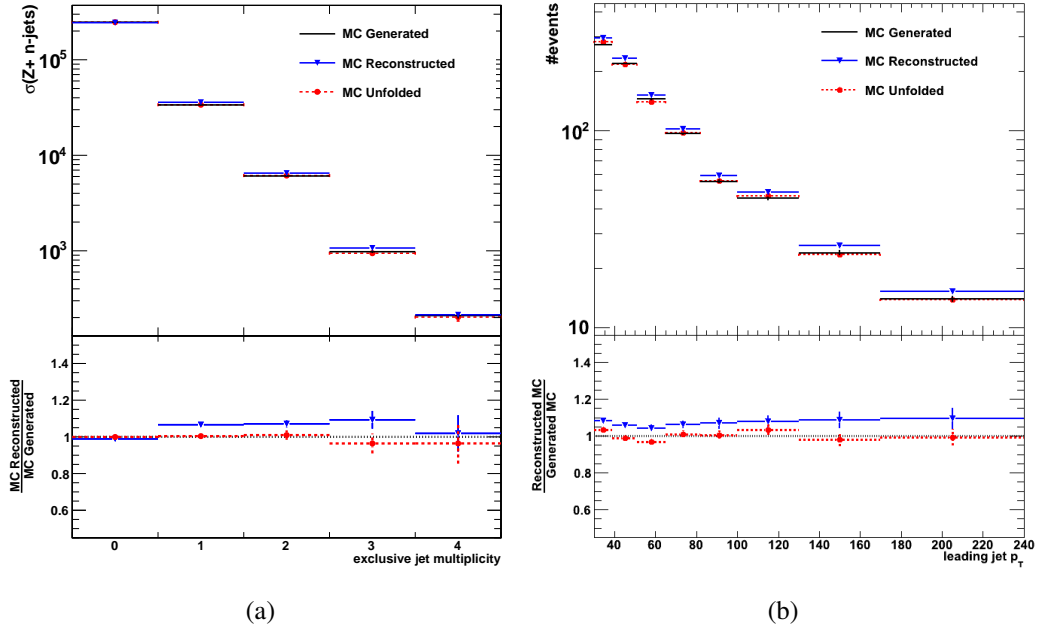 σ(Z+ n-jets)
10^5
10^4
10^3
MC Generated
MC Reconstructed
MC Unfolded
MC Reconstructed
MC Generated
1.4
1.2
1
0.8
0.6
0 1 2 3 4
exclusive jet multiplicity
(a)
#events
10^2
10
MC Generated
MC Reconstructed
MC Unfolded
Reconstructed MC
Generated MC
1.4
1.2
1
0.8
0.6
40 60 80 100 120 140 160 180 200 220 240
leading jet p_T
(b)